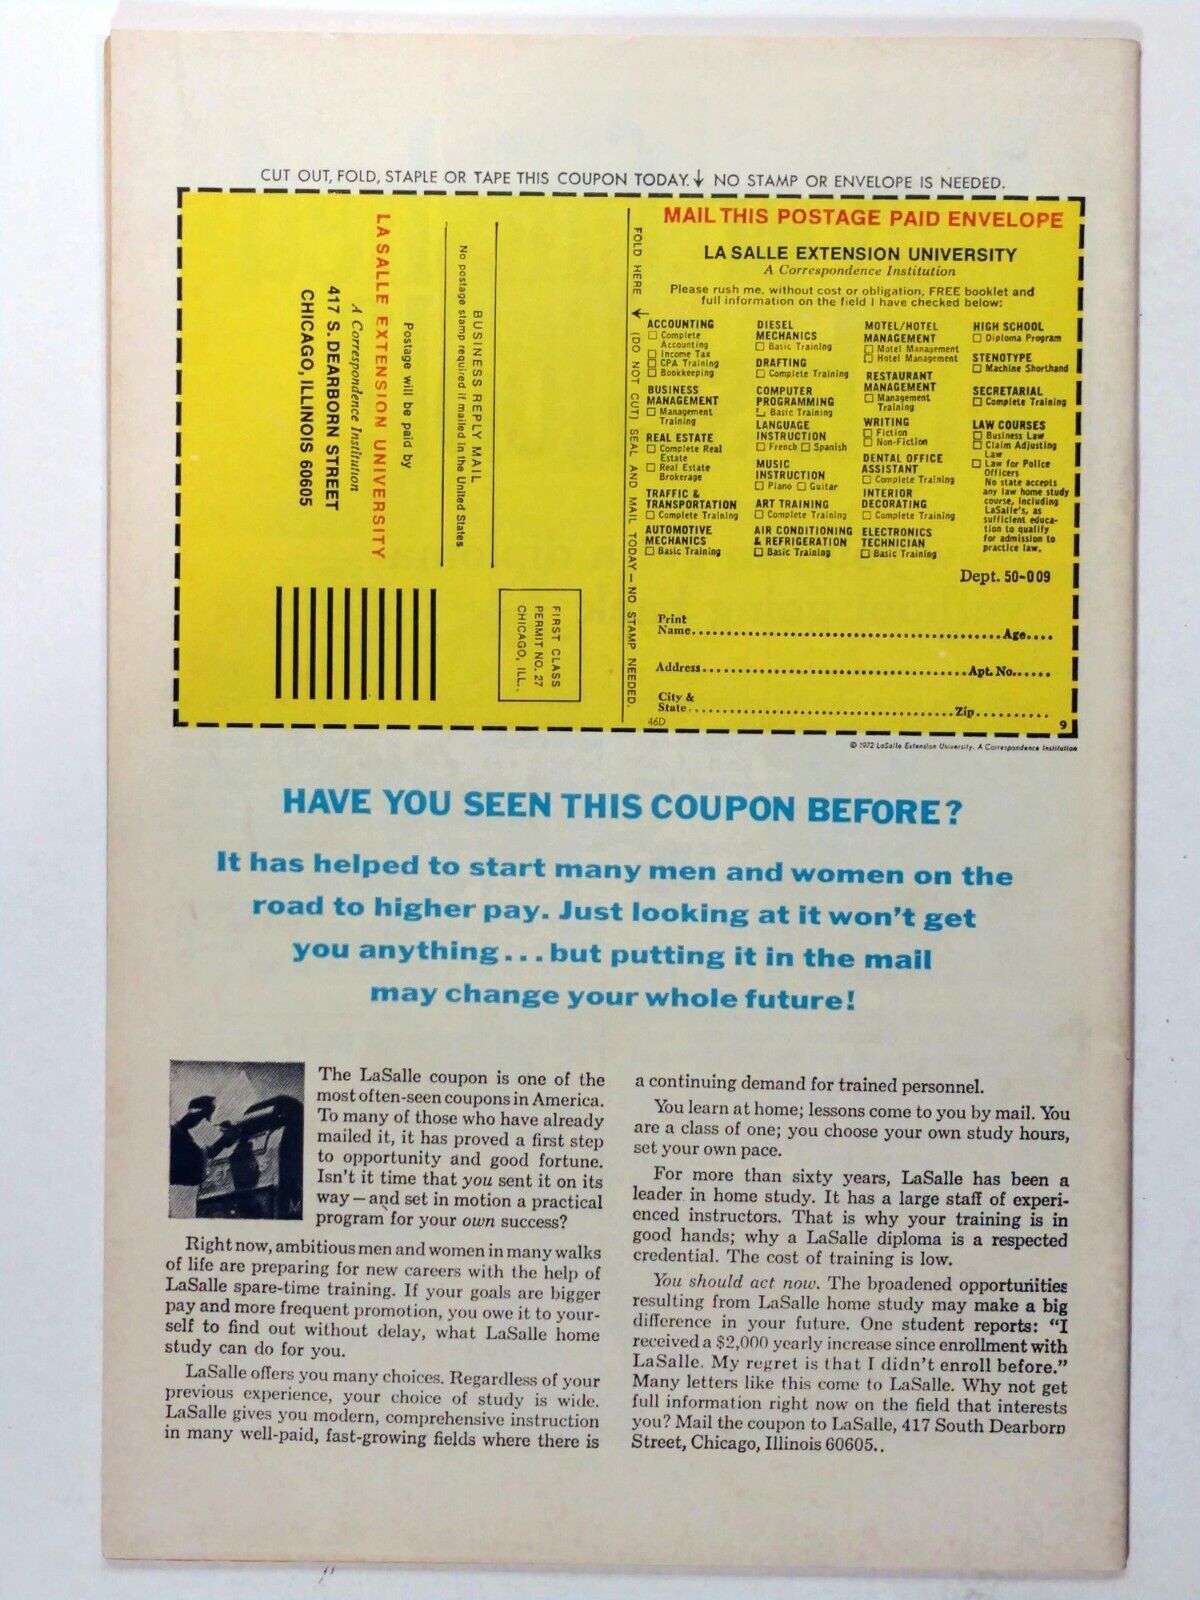 CUT OUT, FOLD, STAPLE OR TAPE THIS COUPON TODAY.↓ NO STAMP OR ENVELOPE IS NEEDED.
FIRST CLASS
PERMIT NO. 27
CHICAGO, ILL..
BUSINESS REPLY MAIL
No postage stamp required if mailed in the United States
Postage will be paid by
LA SALLE EXTENSION UNIVERSITY
A Correspondence Institution
417 S. DEARBORN STREET
CHICAGO, ILLINOIS 60605
FOLD HERE → (DO NOT CUT) SEAL AND MAIL TODAY—NO STAMP NEEDED.
MAIL THIS POSTAGE PAID ENVELOPE
LA SALLE EXTENSION UNIVERSITY
A Correspondence Institution
Please rush me, without cost or obligation, FREE booklet and
full information on the field I have checked below:
ACCOUNTING
☐ Complete
Accounting
☐ Income Tax
☐ CPA Training
☐ Bookkeeping
BUSINESS
MANAGEMENT
☐ Management
Training
REAL ESTATE
☐ Complete Real
Estate
☐ Real Estate
Brokerage
TRAFFIC &
TRANSPORTATION
☐ Complete Training
AUTOMOTIVE
MECHANICS
☐ Basic Training
DIESEL
MECHANICS
☐ Basic Training
DRAFTING
☐ Complete Training
COMPUTER
PROGRAMMING
☐ Basic Training
LANGUAGE
INSTRUCTION
☐ French ☐ Spanish
MUSIC
INSTRUCTION
☐ Piano ☐ Guitar
ART TRAINING
☐ Complete Training
AIR CONDITIONING
& REFRIGERATION
☐ Basic Training
MOTEL/HOTEL
MANAGEMENT
☐ Motel Management
☐ Hotel Management
RESTAURANT
MANAGEMENT
☐ Management
Training
WRITING
☐ Fiction
☐ Non-Fiction
DENTAL OFFICE
ASSISTANT
☐ Complete Training
INTERIOR
DECORATING
☐ Complete Training
ELECTRONICS
TECHNICIAN
☐ Basic Training
HIGH SCHOOL
☐ Diploma Program
STENOTYPE
☐ Machine Shorthand
SECRETARIAL
☐ Complete Training
LAW COURSES
☐ Business Law
☐ Claim Adjusting
Law
☐ Law for Police
Officers
No state accepts
any law home study
course, including
LaSalle's, as
sufficient educa-
tion to qualify
for admission to
practice law.
Dept. 50-009
Print
Name..........Age....
Address..........Apt. No......
City &
State..........Zip..........
46D
9
© 1972 LaSalle Extension University. A Correspondence Institution
HAVE YOU SEEN THIS COUPON BEFORE?
It has helped to start many men and women on the
road to higher pay. Just looking at it won't get
you anything...but putting it in the mail
may change your whole future!
The LaSalle coupon is one of the
most often-seen coupons in America.
To many of those who have already
mailed it, it has proved a first step
to opportunity and good fortune.
Isn't it time that you sent it on its
way—and set in motion a practical
program for your own success?
Right now, ambitious men and women in many walks
of life are preparing for new careers with the help of
LaSalle spare-time training. If your goals are bigger
pay and more frequent promotion, you owe it to your-
self to find out without delay, what LaSalle home
study can do for you.
LaSalle offers you many choices. Regardless of your
previous experience, your choice of study is wide.
LaSalle gives you modern, comprehensive instruction
in many well-paid, fast-growing fields where there is
a continuing demand for trained personnel.
You learn at home; lessons come to you by mail. You
are a class of one; you choose your own study hours,
set your own pace.
For more than sixty years, LaSalle has been a
leader in home study. It has a large staff of experi-
enced instructors. That is why your training is in
good hands; why a LaSalle diploma is a respected
credential. The cost of training is low.
You should act now. The broadened opportunities
resulting from LaSalle home study may make a big
difference in your future. One student reports: "I
received a $2,000 yearly increase since enrollment with
LaSalle. My regret is that I didn't enroll before."
Many letters like this come to LaSalle. Why not get
full information right now on the field that interests
you? Mail the coupon to LaSalle, 417 South Dearborn
Street, Chicago, Illinois 60605..